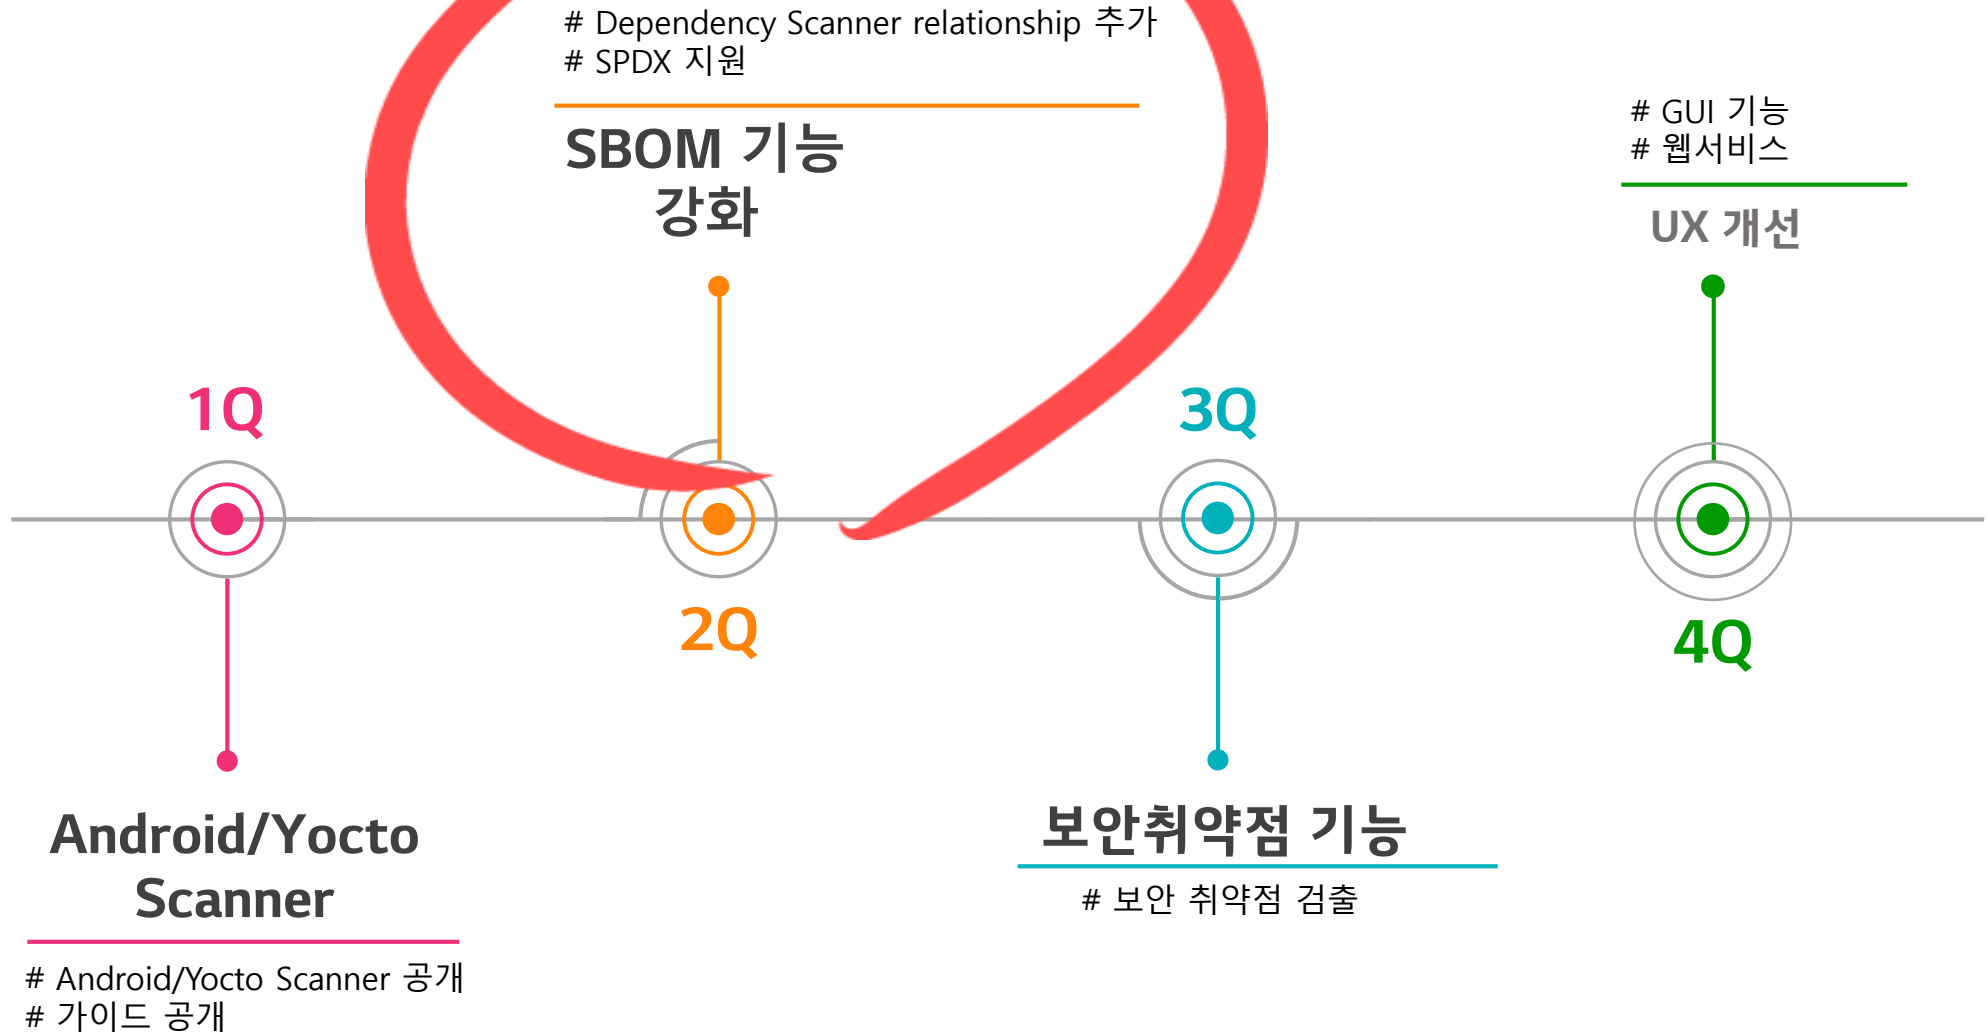 # Dependency Scanner relationship 추가
# SPDX 지원
SBOM 기능
강화
# GUI 기능
# 웹서비스
UX 개선
1Q
3Q
2Q
4Q
Android/Yocto
Scanner
# Android/Yocto Scanner 공개
# 가이드 공개
보안취약점 기능
# 보안 취약점 검출